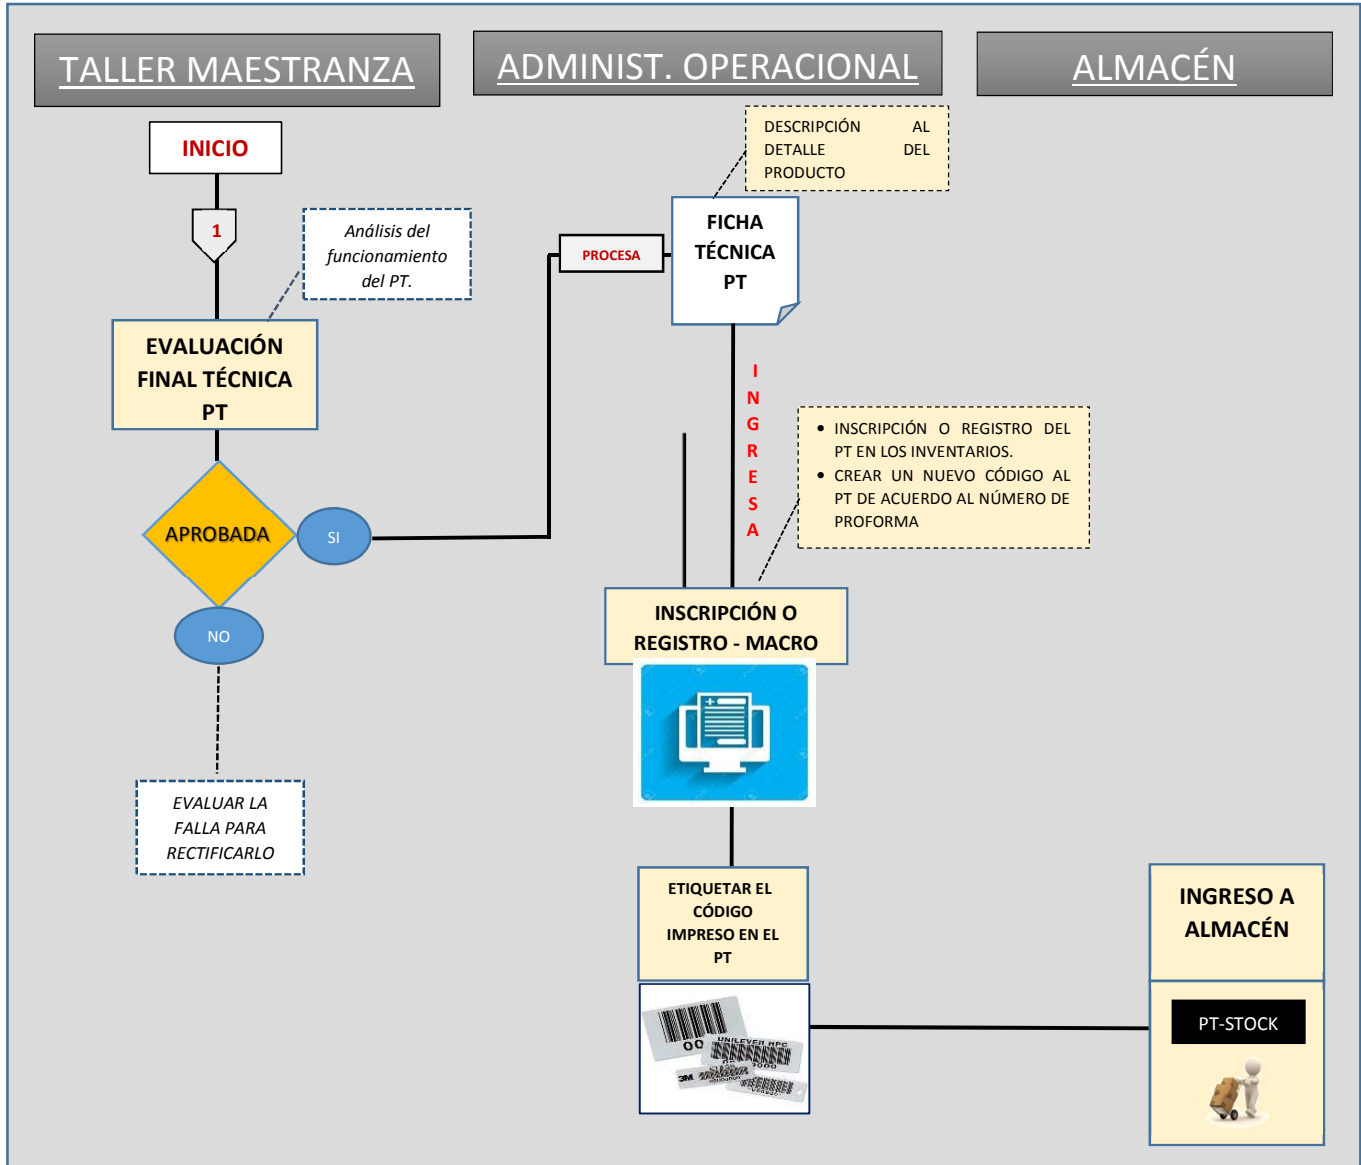 TALLER MAESTRANZA
ADMINIST. OPERACIONAL
ALMACÉN
INICIO
1
Análisis del
funcionamiento
del PT.
EVALUACIÓN
FINAL TÉCNICA
PT
APROBADA
SI
NO
EVALUAR LA
FALLA PARA
RECTIFICARLO
PROCESA
DESCRIPCIÓN AL
DETALLE DEL
PRODUCTO
FICHA
TÉCNICA
PT
I
N
G
R
E
S
A
• INSCRIPCIÓN O REGISTRO DEL
PT EN LOS INVENTARIOS.
• CREAR UN NUEVO CÓDIGO AL
PT DE ACUERDO AL NÚMERO DE
PROFORMA
INSCRIPCIÓN O
REGISTRO - MACRO
ETIQUETAR EL
CÓDIGO
IMPRESO EN EL
PT
UNILEVER HPC
3M
INGRESO A
ALMACÉN
PT-STOCK